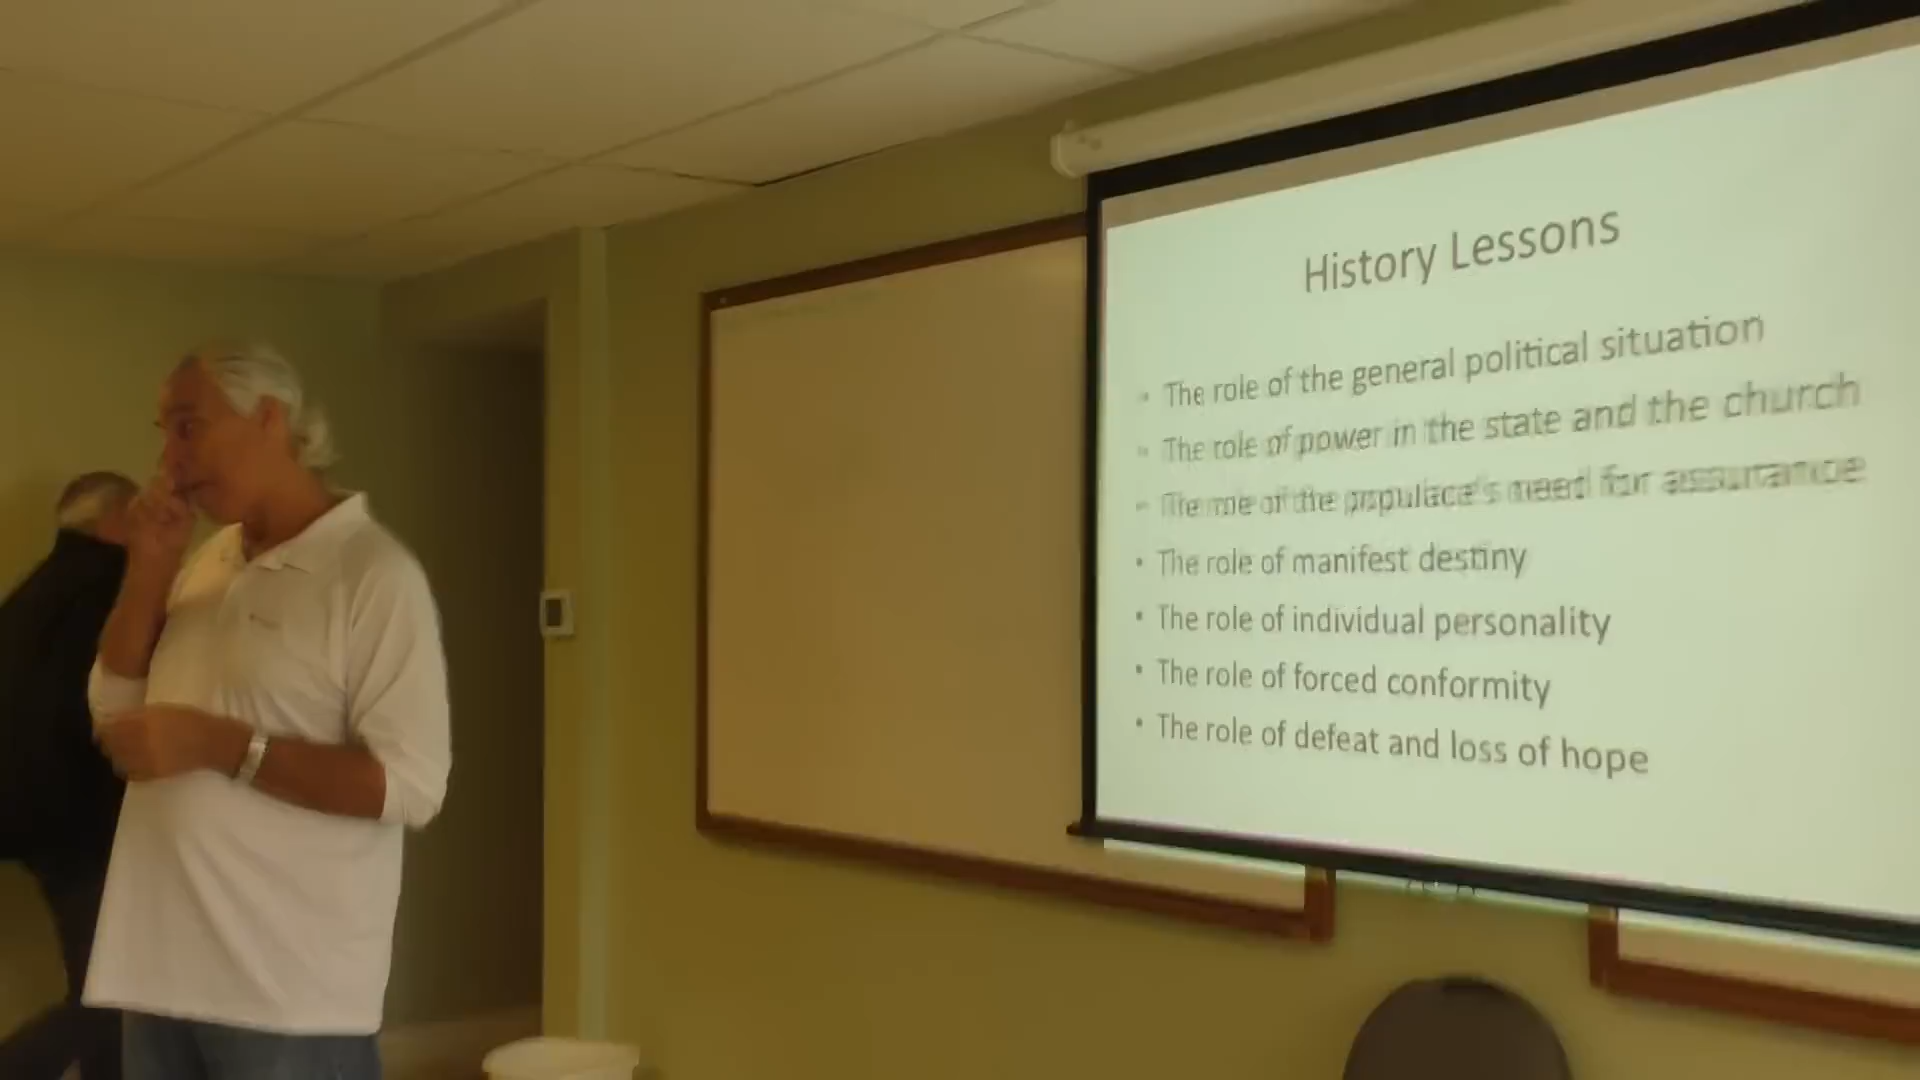 History Lessons
• The role of the general political situation
• The role of power in the state and the church
• The role of the populace's need for assurance
• The role of manifest destiny
• The role of individual personality
• The role of forced conformity
• The role of defeat and loss of hope